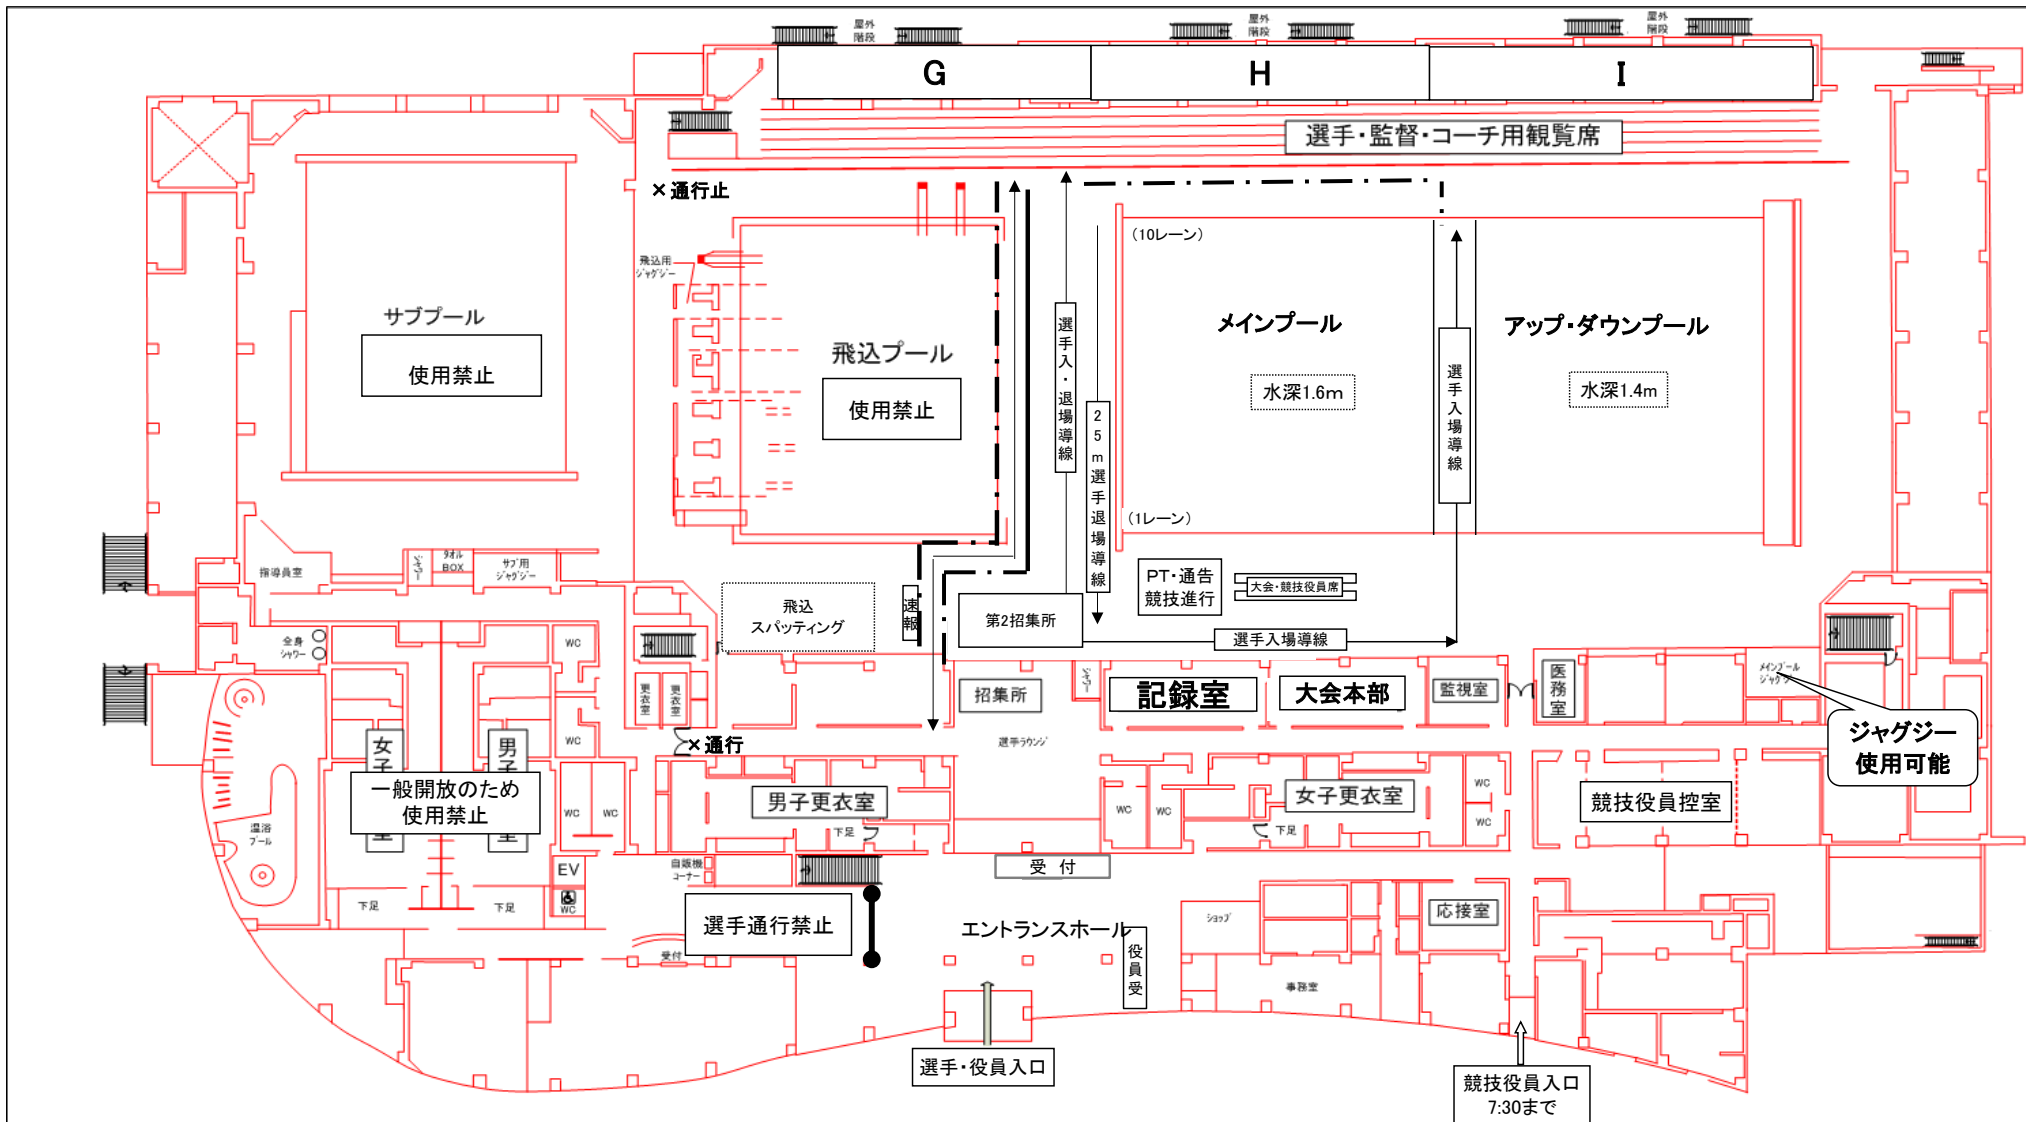 屋外
階段
屋外
階段
屋外
階段
G
H
I
選手・監督・コーチ用観覧席
×通行止
(10レーン)
飛込用
ジャグジー
サブプール
使用禁止
飛込プール
使用禁止
選手入・退場導線
25m選手退場導線
メインプール
水深1.6m
選手入場導線
アップ・ダウンプール
水深1.4m
(1レーン)
指導員室
シャワー
タオル
BOX
サブ用
ジャグジー
飛込
スパッティング
速報
第2招集所
PT・通告
競技進行
大会・競技役員席
選手入場導線
全身
シャワー
WC
更衣室
更衣室
招集所
シャワー
記録室
大会本部
監視室
医務室
メインプール
ジャグジー
ジャグジー
使用可能
女子
室
男子
室
一般開放のため
使用禁止
WC
×通行
選手ラウンジ
男子更衣室
女子更衣室
競技役員控室
WC
WC
WC
WC
WC
WC
下足
下足
温浴
プール
EV
WC
自販機
コーナー
受付
下足
下足
選手通行禁止
受付
エントランスホール
役員受
ショップ
応接室
事務室
選手・役員入口
競技役員入口
7:30まで